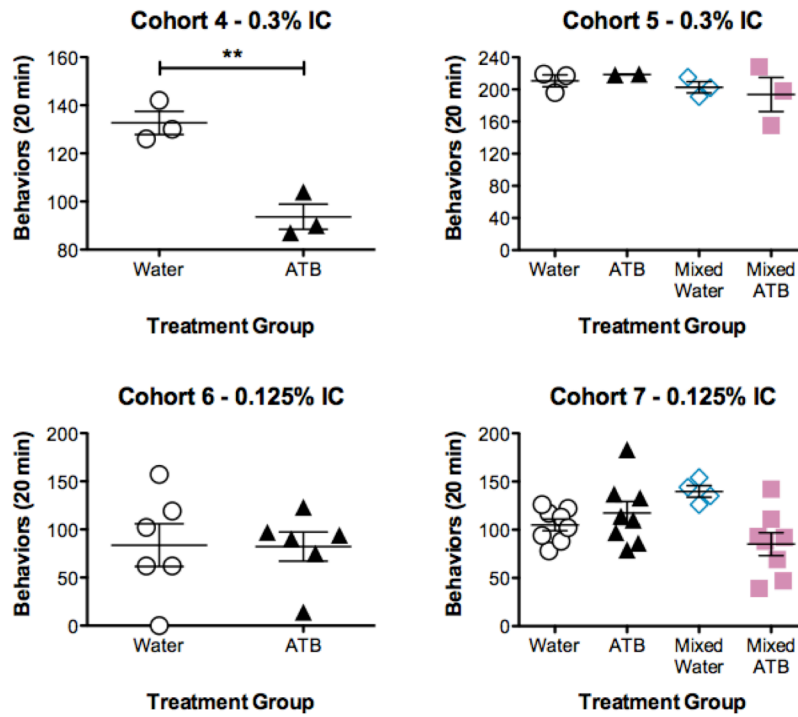 Cohort 4 - 0.3% IC
Behaviors (20 min)
160
140
120
100
80
**
Water
ATB
Treatment Group
Cohort 5 - 0.3% IC
Behaviors (20 min)
240
200
160
120
80
40
0
Water
ATB
Mixed
Water
Mixed
ATB
Treatment Group
Cohort 6 - 0.125% IC
Behaviors (20 min)
200
150
100
50
0
Water
ATB
Treatment Group
Cohort 7 - 0.125% IC
Behaviors (20 min)
200
150
100
50
0
Water
ATB
Mixed
Water
Mixed
ATB
Treatment Group